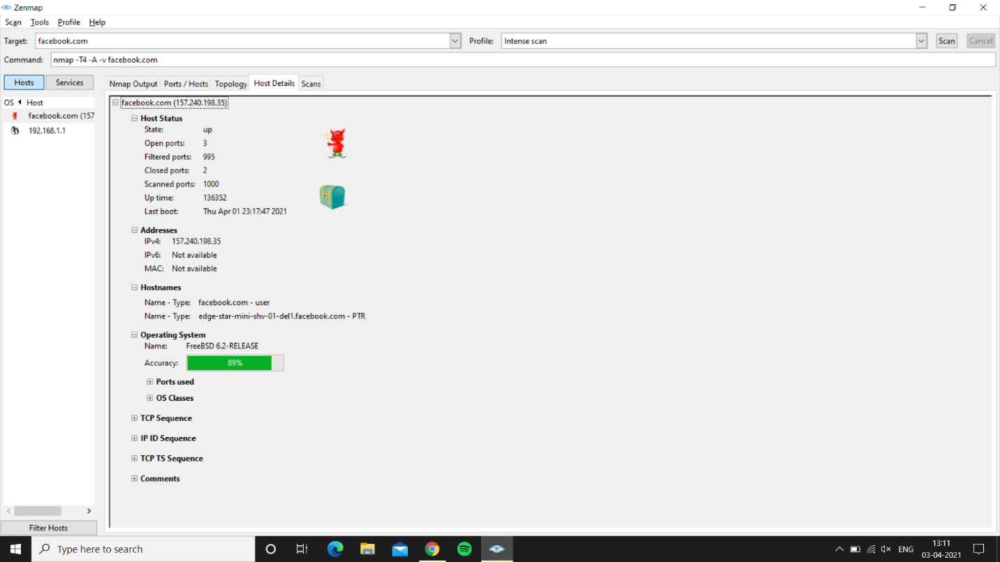 Zenmap
Scan Tools Profile Help
Target: facebook.com Profile: Intense scan Scan Cancel
Command: nmap -T4 -A -v facebook.com
Hosts Services
Nmap Output Ports / Hosts Topology Host Details Scans
OS Host
facebook.com (157
192.168.1.1
facebook.com (157.240.198.35)
Host Status
State: up
Open ports: 3
Filtered ports: 995
Closed ports: 2
Scanned ports: 1000
Up time: 136352
Last boot: Thu Apr 01 23:17:47 2021
Addresses
IPv4: 157.240.198.35
IPv6: Not available
MAC: Not available
Hostnames
Name - Type: facebook.com - user
Name - Type: edge-star-mini-shv-01-del1.facebook.com - PTR
Operating System
Name: FreeBSD 6.2-RELEASE
Accuracy: 89%
Ports used
OS Classes
TCP Sequence
IP ID Sequence
TCP TS Sequence
Comments
Filter Hosts
Type here to search
ENG
13:11
03-04-2021